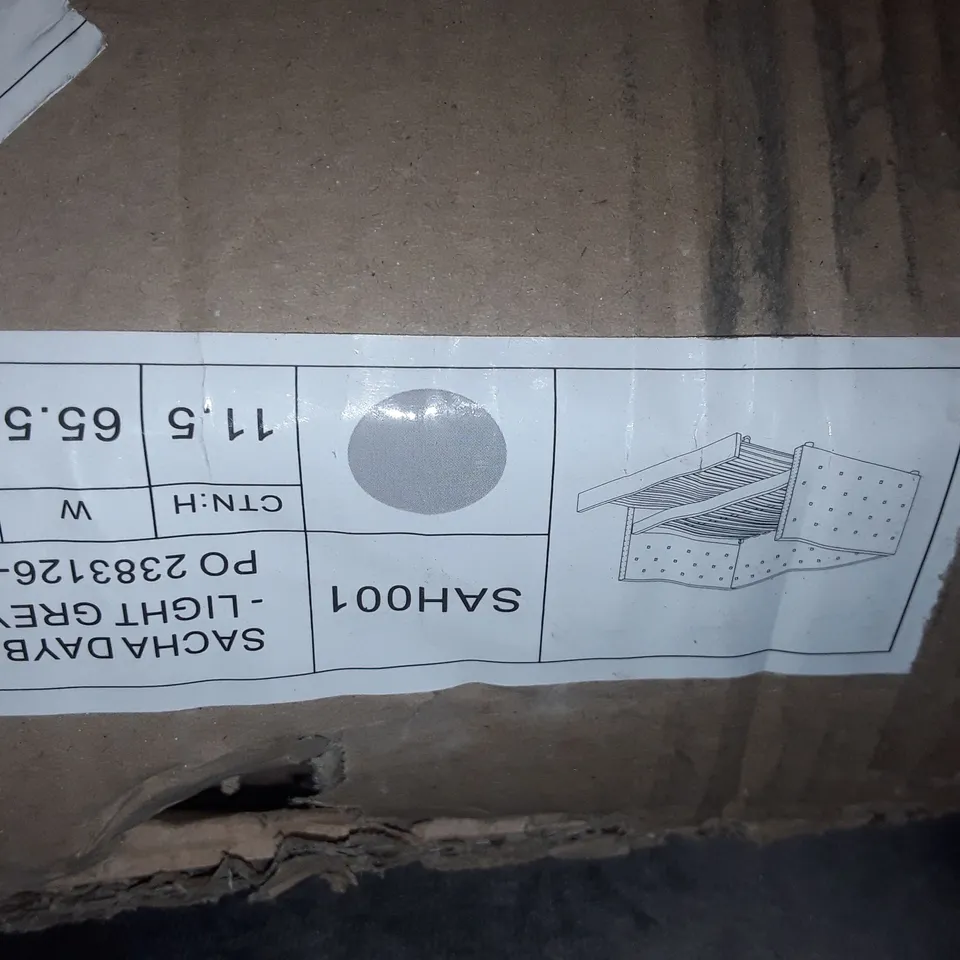 SAH001
SACHA DAYB
- LIGHT GREY
PO 2383126-
CTN:H
W
11.5
65.5